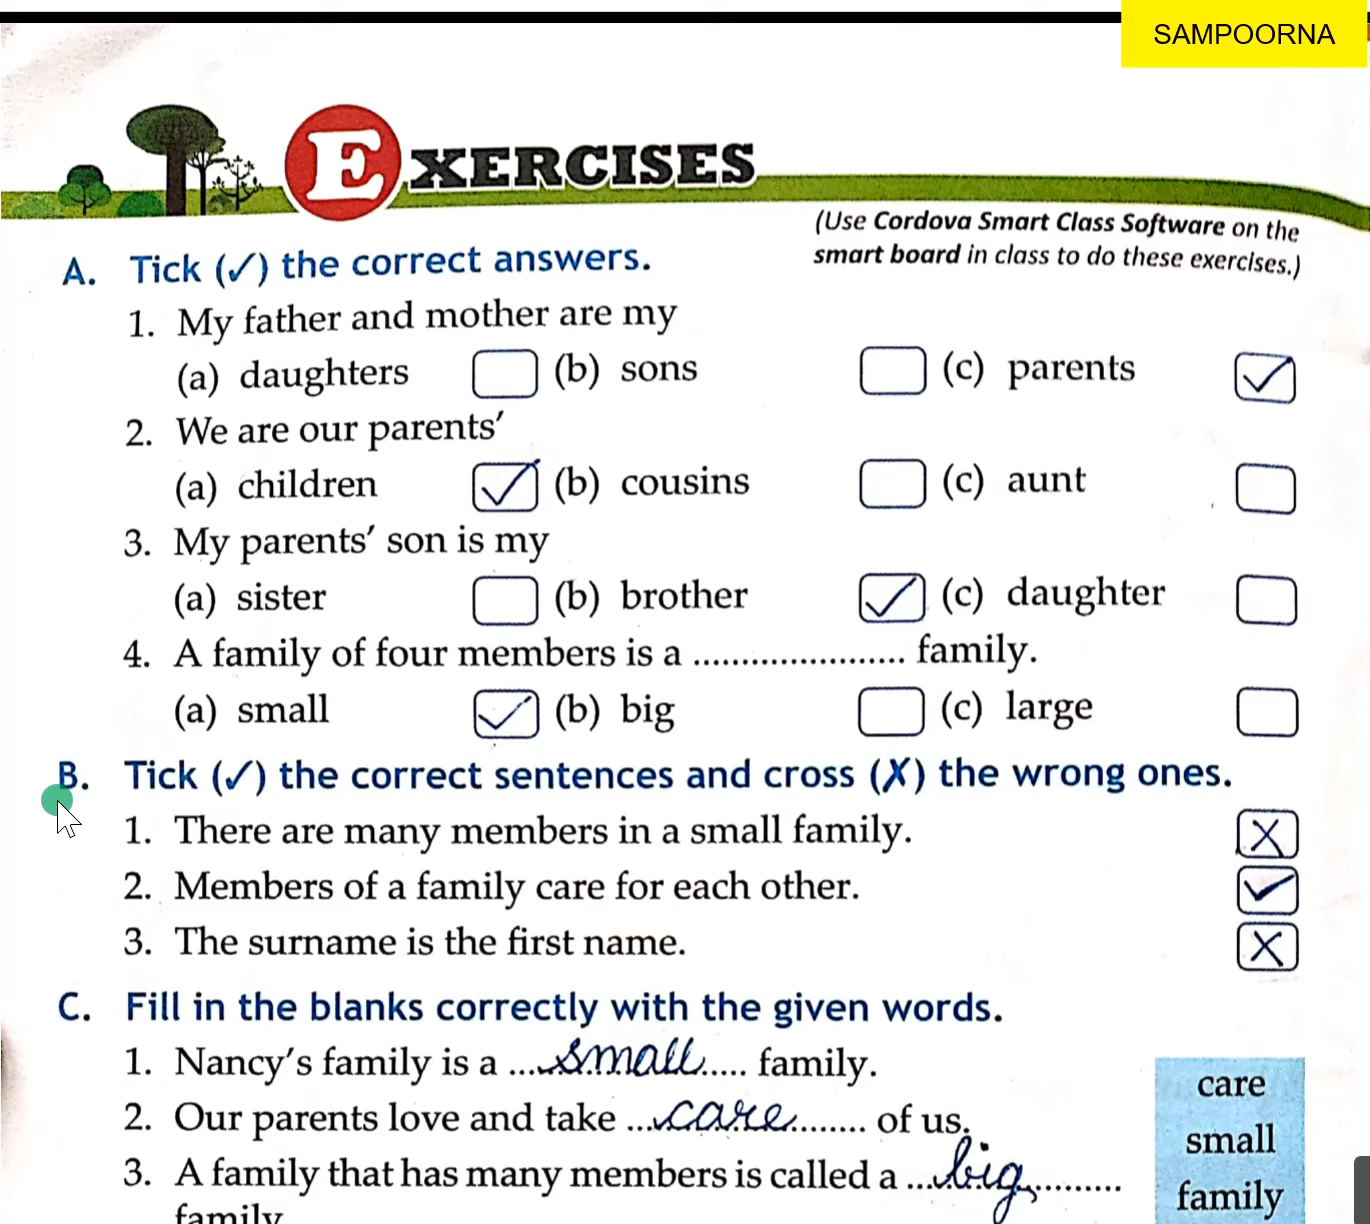 SAMPOORNA
EXERCISES
(Use Cordova Smart Class Software on the
smart board in class to do these exercises.)
A. Tick (✓) the correct answers.
1. My father and mother are my
(a) daughters (b) sons (c) parents ✓
2. We are our parents'
(a) children ✓ (b) cousins (c) aunt
3. My parents' son is my
(a) sister (b) brother ✓ (c) daughter
4. A family of four members is a ...................... family.
(a) small ✓ (b) big (c) large
B. Tick (✓) the correct sentences and cross (✗) the wrong ones.
1. There are many members in a small family. X
2. Members of a family care for each other. ✓
3. The surname is the first name. X
C. Fill in the blanks correctly with the given words.
1. Nancy's family is a ...small..... family.
2. Our parents love and take ...care........ of us.
3. A family that has many members is called a ...big..........
family
care
small
family